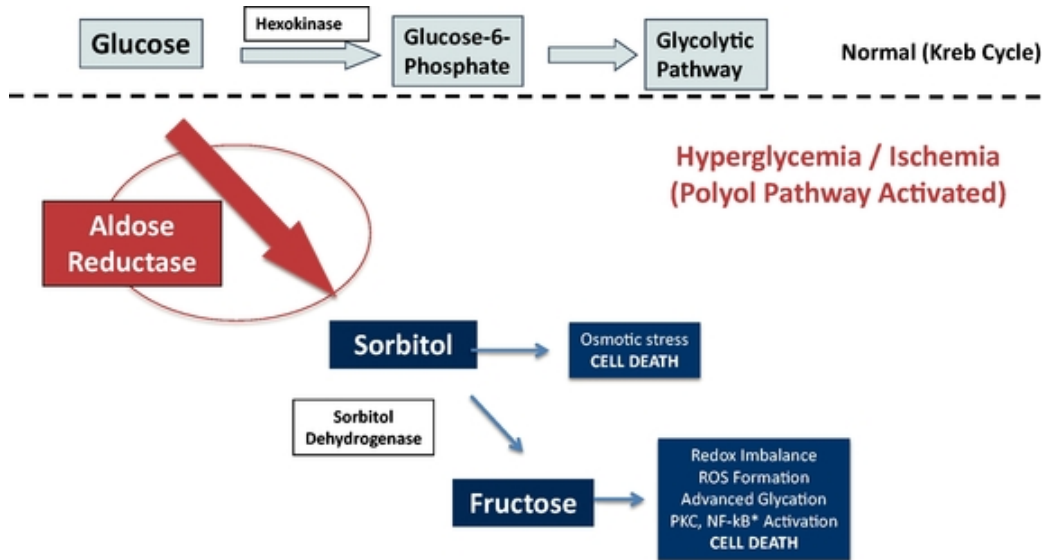 Glucose
Hexokinase
Glucose-6-
Phosphate
Glycolytic
Pathway
Normal (Kreb Cycle)
Hyperglycemia / Ischemia
(Polyol Pathway Activated)
Aldose
Reductase
Sorbitol
Osmotic stress
CELL DEATH
Sorbitol
Dehydrogenase
Fructose
Redox Imbalance
ROS Formation
Advanced Glycation
PKC, NF-kB* Activation
CELL DEATH